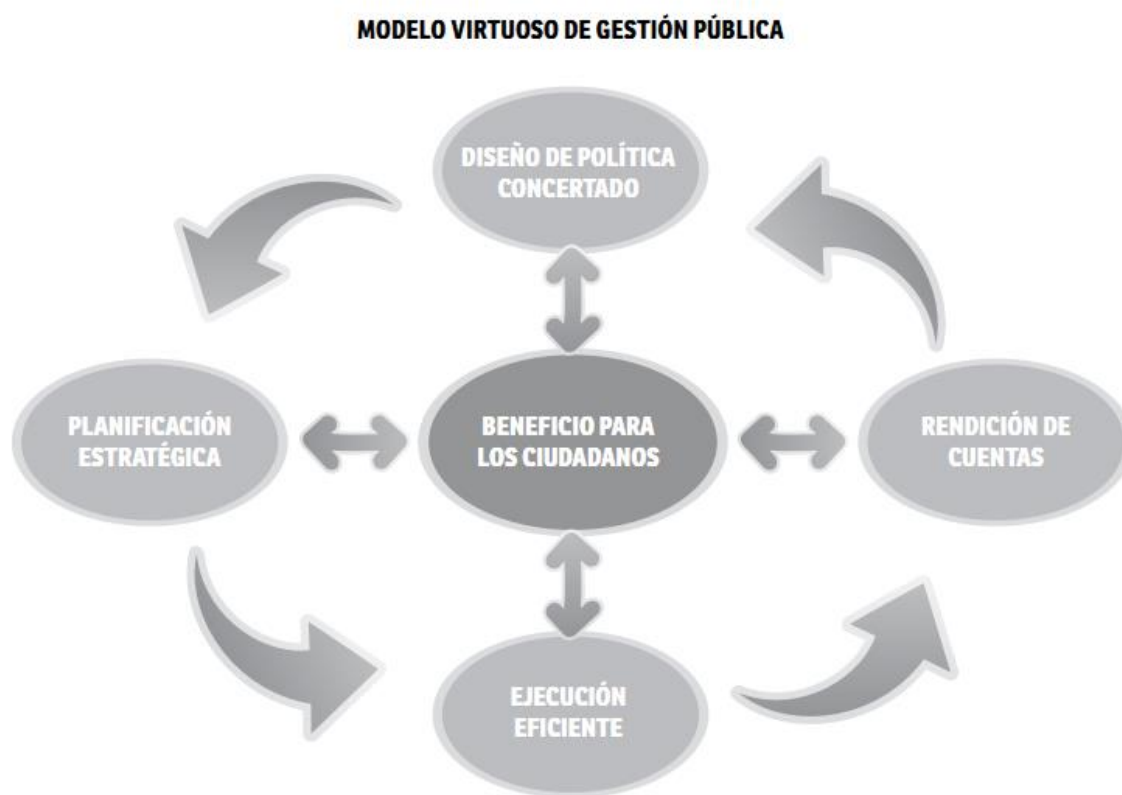 MODELO VIRTUOSO DE GESTIÓN PÚBLICA
DISEÑO DE POLÍTICA
CONCERTADO
PLANIFICACIÓN
ESTRATÉGICA
BENEFICIO PARA
LOS CIUDADANOS
RENDICIÓN DE
CUENTAS
EJECUCIÓN
EFICIENTE